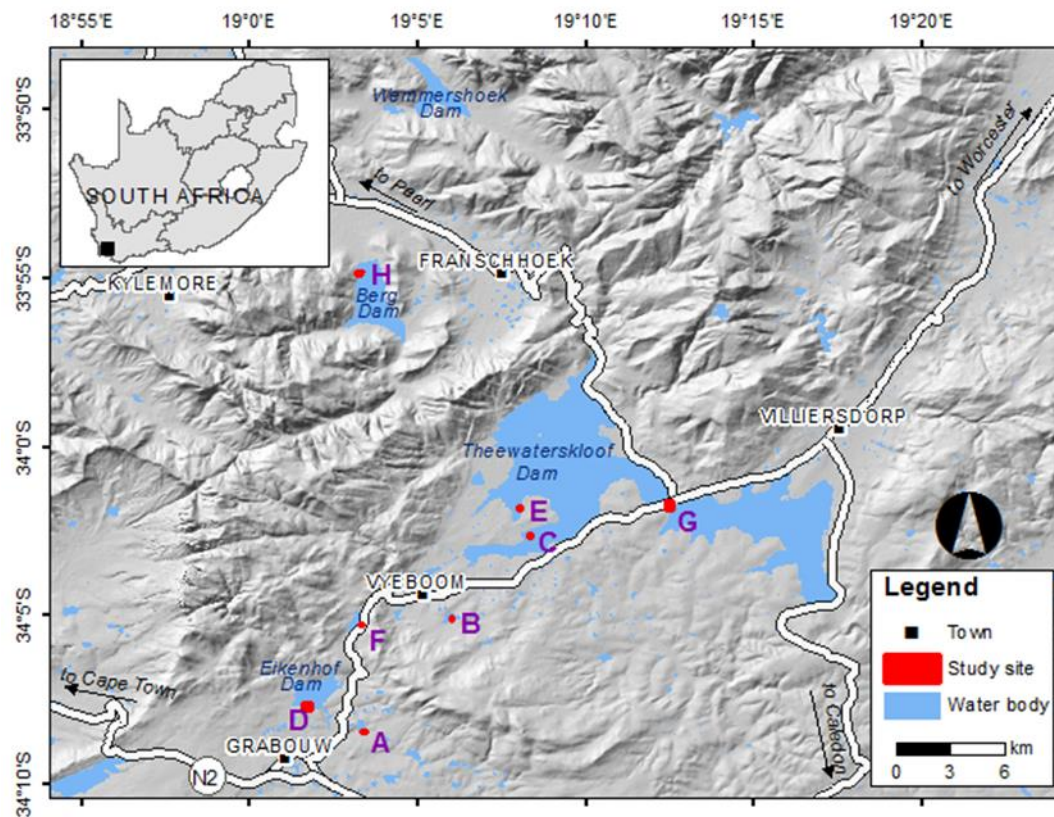 18°55'E 19°0'E 19°5'E 19°10'E 19°15'E 19°20'E
33°50'S
33°55'S
34°0'S
34°5'S
34°10'S
SOUTH AFRICA
Wemmershoek
Dam
to Worcester
to Paarl
FRANSCHHOEK
H
KYLEMORE
Berg
Dam
VILLIERSDORP
Theewaterskloof
Dam
E
G
C
VYEBOOM
B
F
Eikenhof
Dam
to Cape Town
D
A
GRABOUW
N2
to Caledon
Legend
Town
Study site
Water body
km
0 3 6